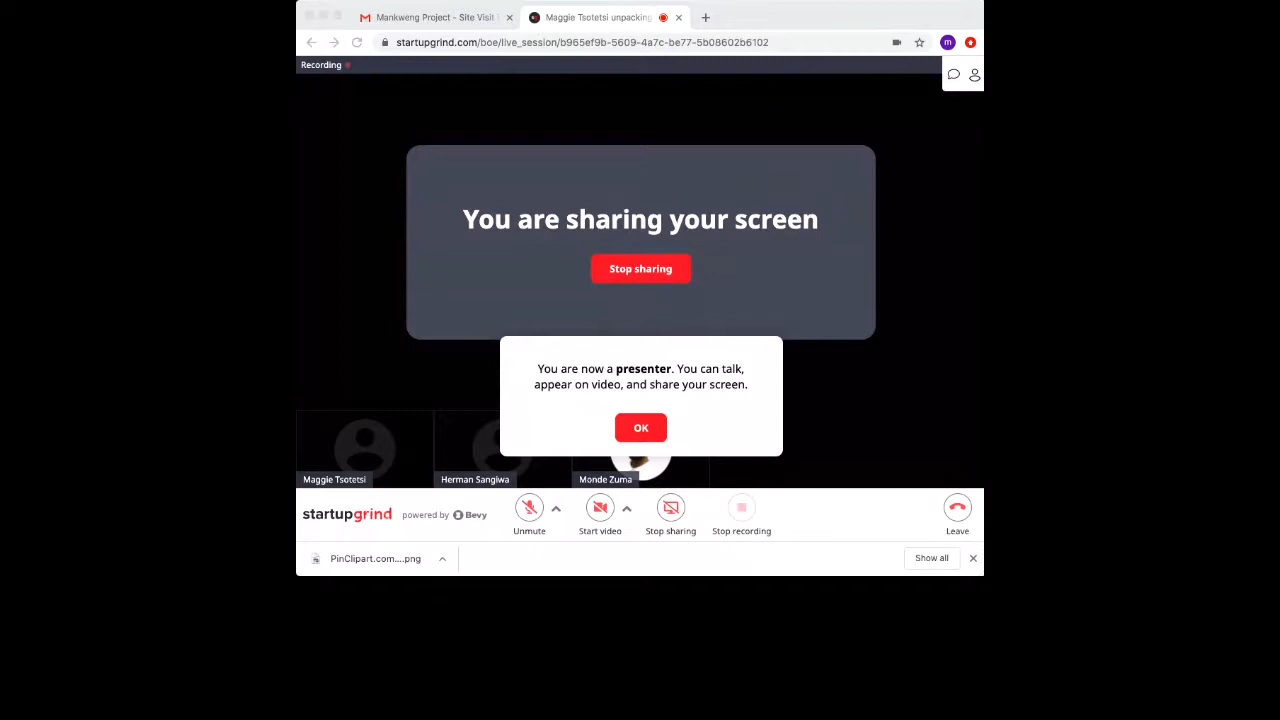 Mankweng Project - Site Visit
Maggie Tsotetsi unpacking
startupgrind.com/boe/live_session/b965ef9b-5609-4a7c-be77-5b08602b6102
m
Recording
You are sharing your screen
Stop sharing
You are now a presenter. You can talk,
appear on video, and share your screen.
OK
Maggie Tsotetsi
Herman Sangiwa
Monde Zuma
startupgrind powered by Bevy
Unmute
Start video
Stop sharing
Stop recording
Leave
PinClipart.com....png
Show all